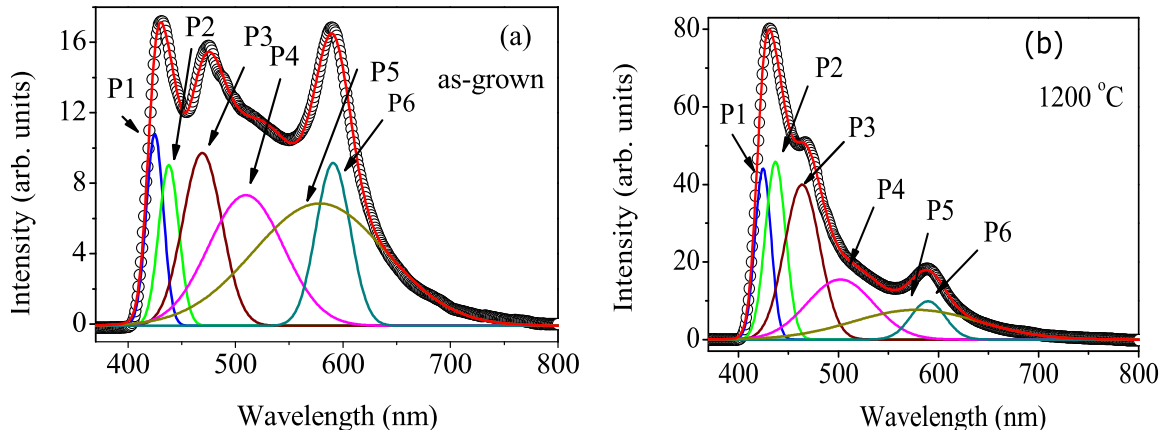 (a)
as-grown
P1
P2
P3
P4
P5
P6
16
12
8
4
0
400 500 600 700 800
Wavelength (nm)
Intensity (arb. units)
(b)
1200 °C
P1
P2
P3
P4
P5
P6
80
60
40
20
0
400 500 600 700 800
Wavelength (nm)
Intensity (arb. units)